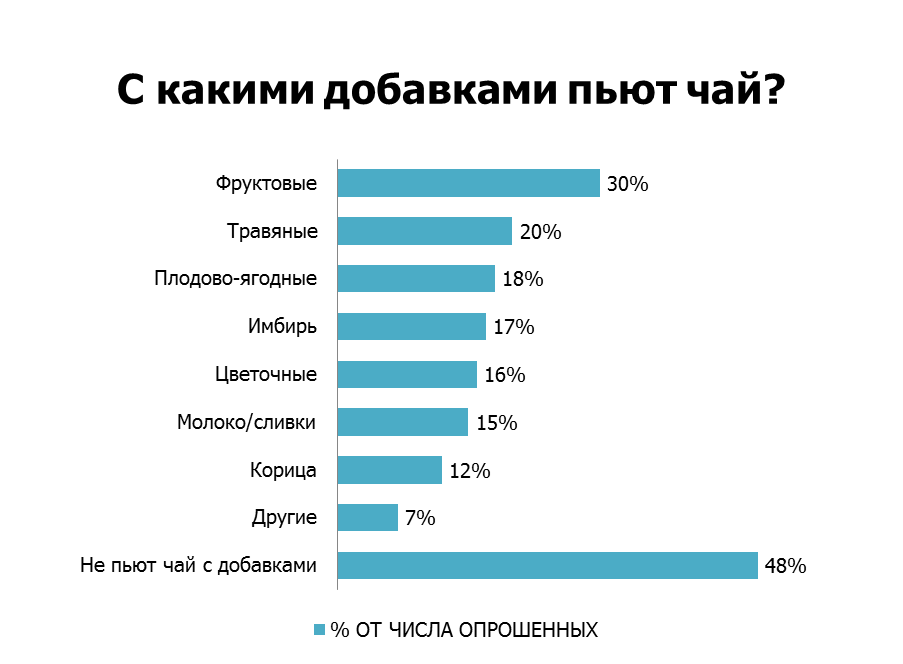 С какими добавками пьют чай?
Фруктовые 30%
Травяные 20%
Плодово-ягодные 18%
Имбирь 17%
Цветочные 16%
Молоко/сливки 15%
Корица 12%
Другие 7%
Не пьют чай с добавками 48%
% ОТ ЧИСЛА ОПРОШЕННЫХ